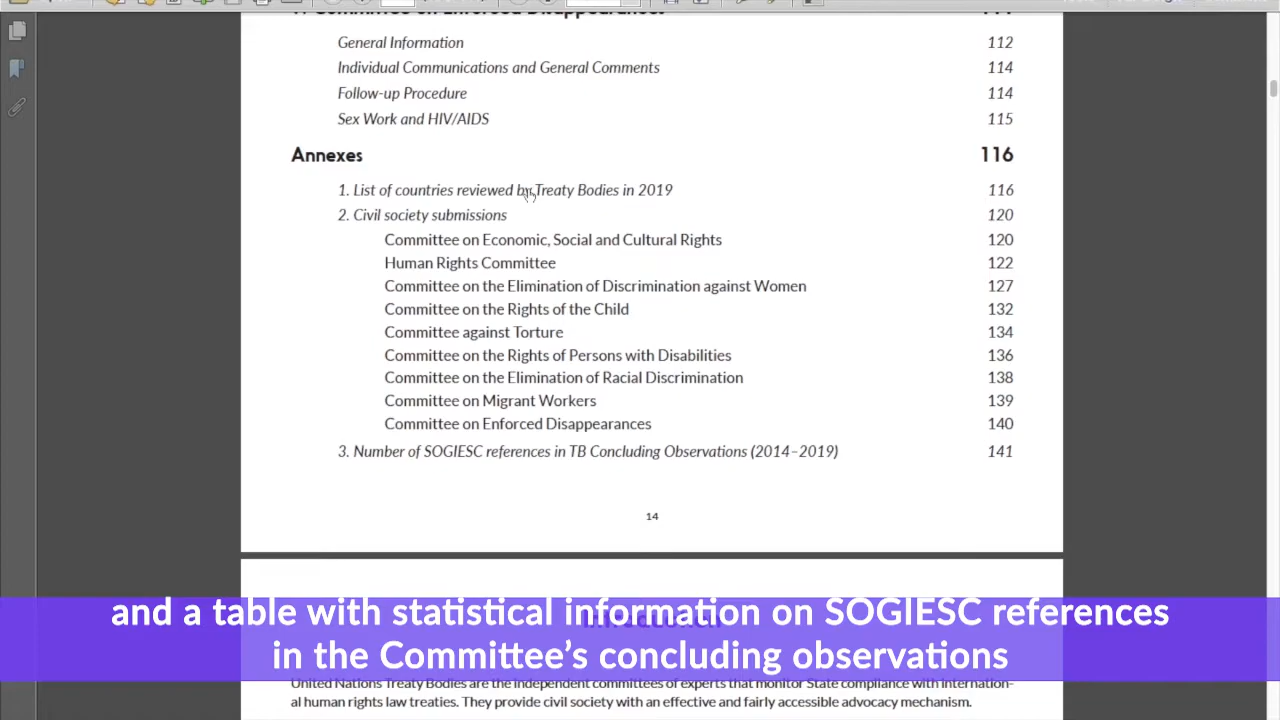 General Information 112
Individual Communications and General Comments 114
Follow-up Procedure 114
Sex Work and HIV/AIDS 115
Annexes 116
1. List of countries reviewed by Treaty Bodies in 2019 116
2. Civil society submissions 120
Committee on Economic, Social and Cultural Rights 120
Human Rights Committee 122
Committee on the Elimination of Discrimination against Women 127
Committee on the Rights of the Child 132
Committee against Torture 134
Committee on the Rights of Persons with Disabilities 136
Committee on the Elimination of Racial Discrimination 138
Committee on Migrant Workers 139
Committee on Enforced Disappearances 140
3. Number of SOGIESC references in TB Concluding Observations (2014–2019) 141
14
and a table with statistical information on SOGIESC references
in the Committee’s concluding observations
United Nations Treaty Bodies are the independent committees of experts that monitor State compliance with internation-
al human rights law treaties. They provide civil society with an effective and fairly accessible advocacy mechanism.